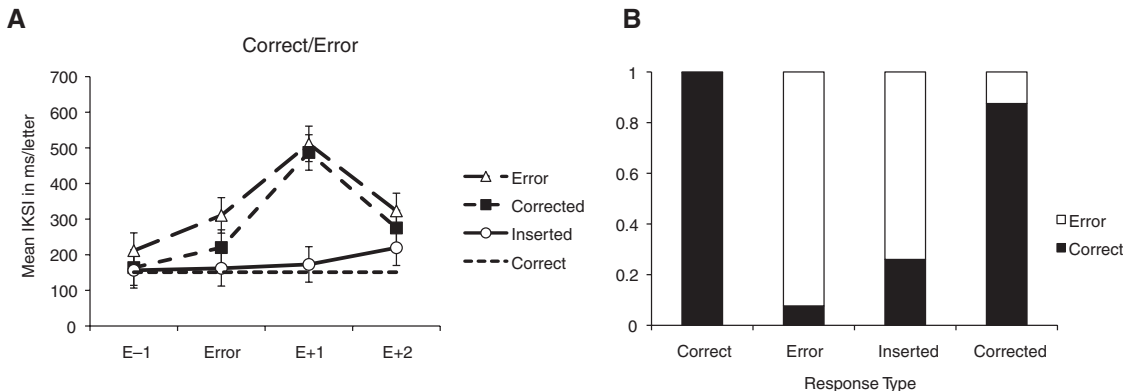 A
Correct/Error
Mean IKSI in ms/letter
700
600
500
400
300
200
100
0
E–1 Error E+1 E+2
Error
Corrected
Inserted
Correct
B
1
0.8
0.6
0.4
0.2
0
Correct Error Inserted Corrected
Response Type
Error
Correct